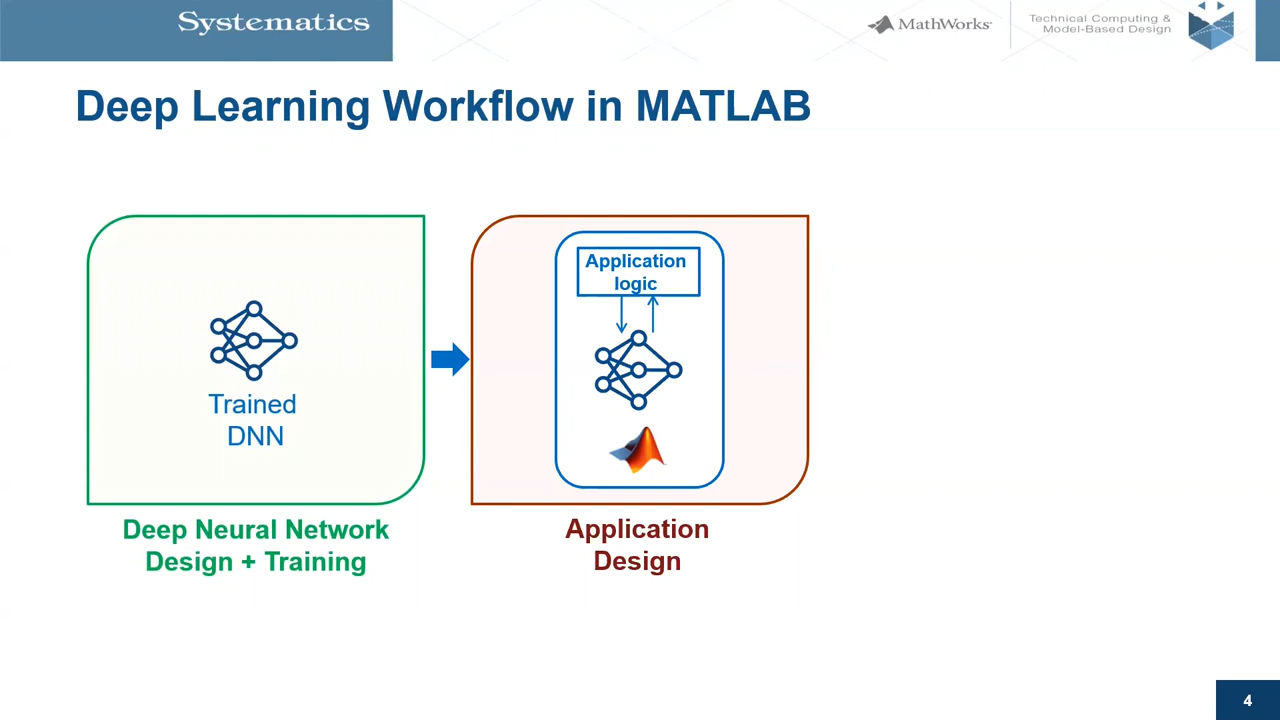 Systematics
MathWorks
Technical Computing &
Model-Based Design
Deep Learning Workflow in MATLAB
Trained
DNN
Deep Neural Network
Design + Training
Application
logic
Application
Design
4